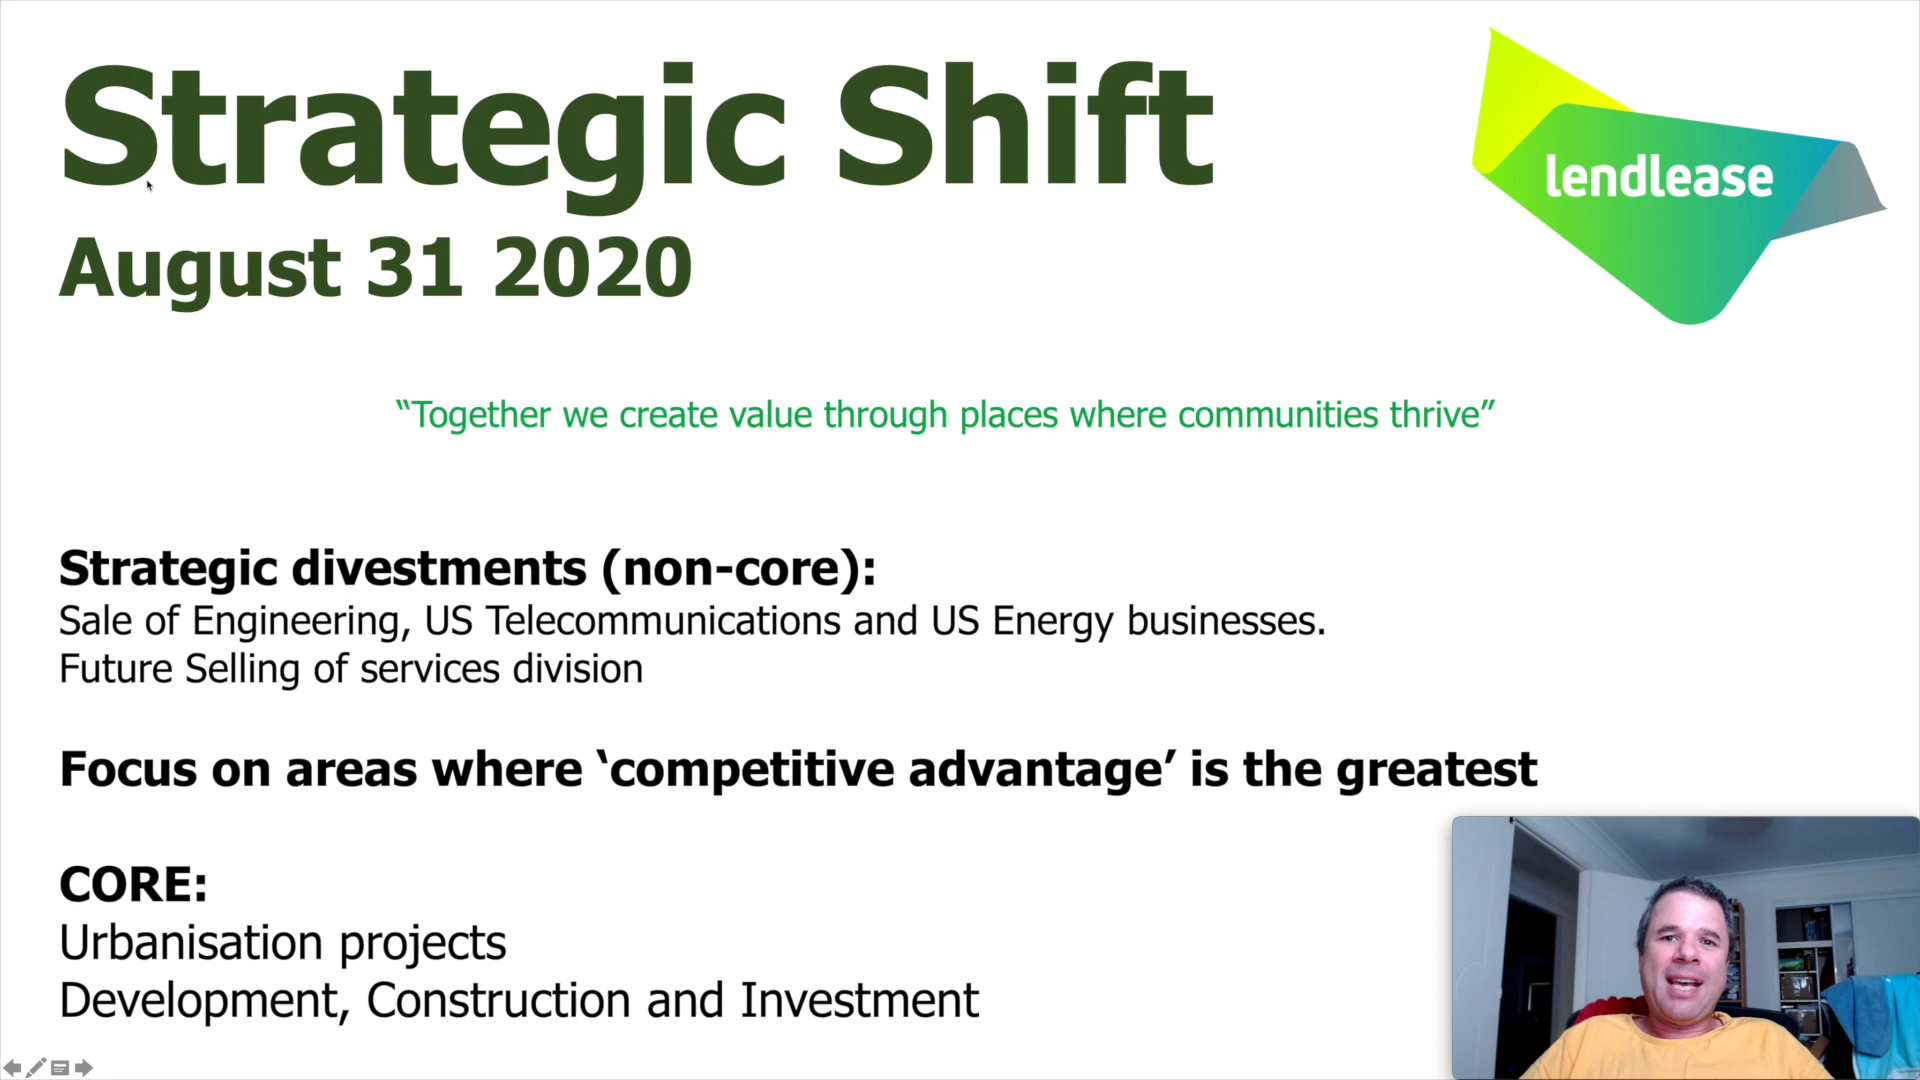 Strategic Shift
lendlease
August 31 2020
“Together we create value through places where communities thrive”
Strategic divestments (non-core):
Sale of Engineering, US Telecommunications and US Energy businesses.
Future Selling of services division
Focus on areas where ‘competitive advantage’ is the greatest
CORE:
Urbanisation projects
Development, Construction and Investment